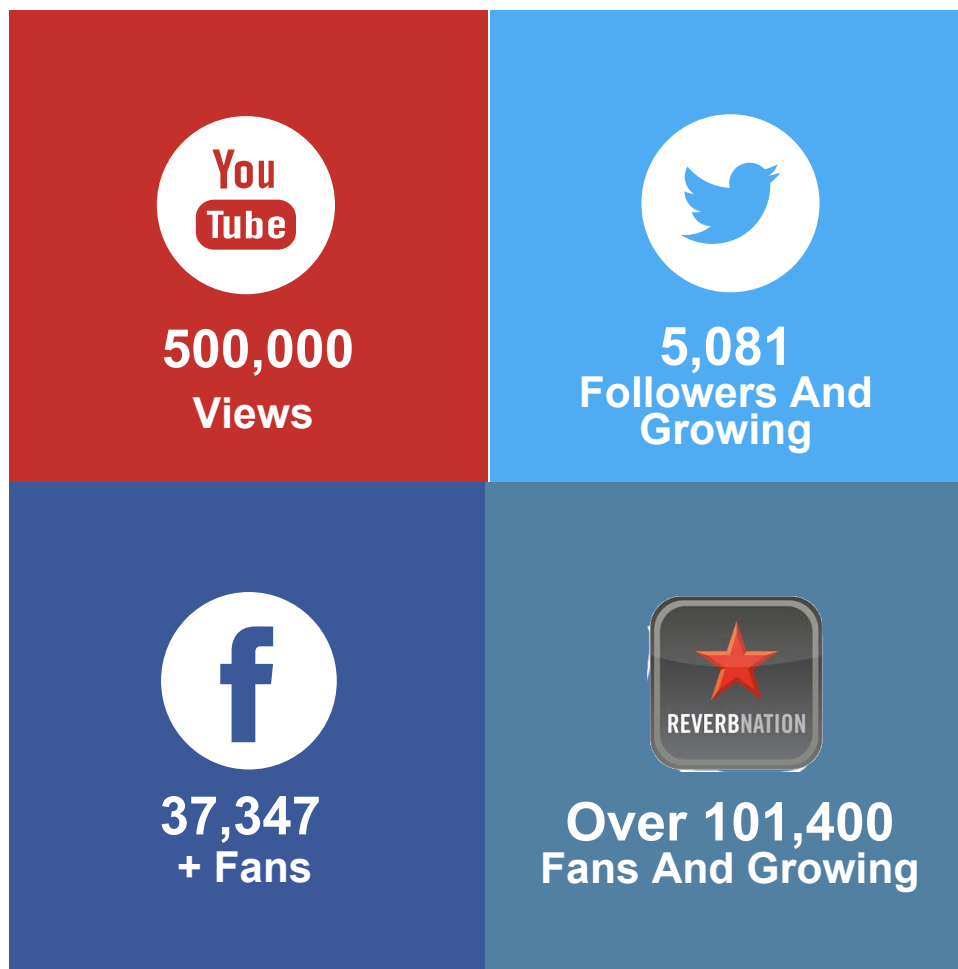 You
Tube
500,000
Views
5,081
Followers And
Growing
f
37,347
+ Fans
REVERBNATION
Over 101,400
Fans And Growing